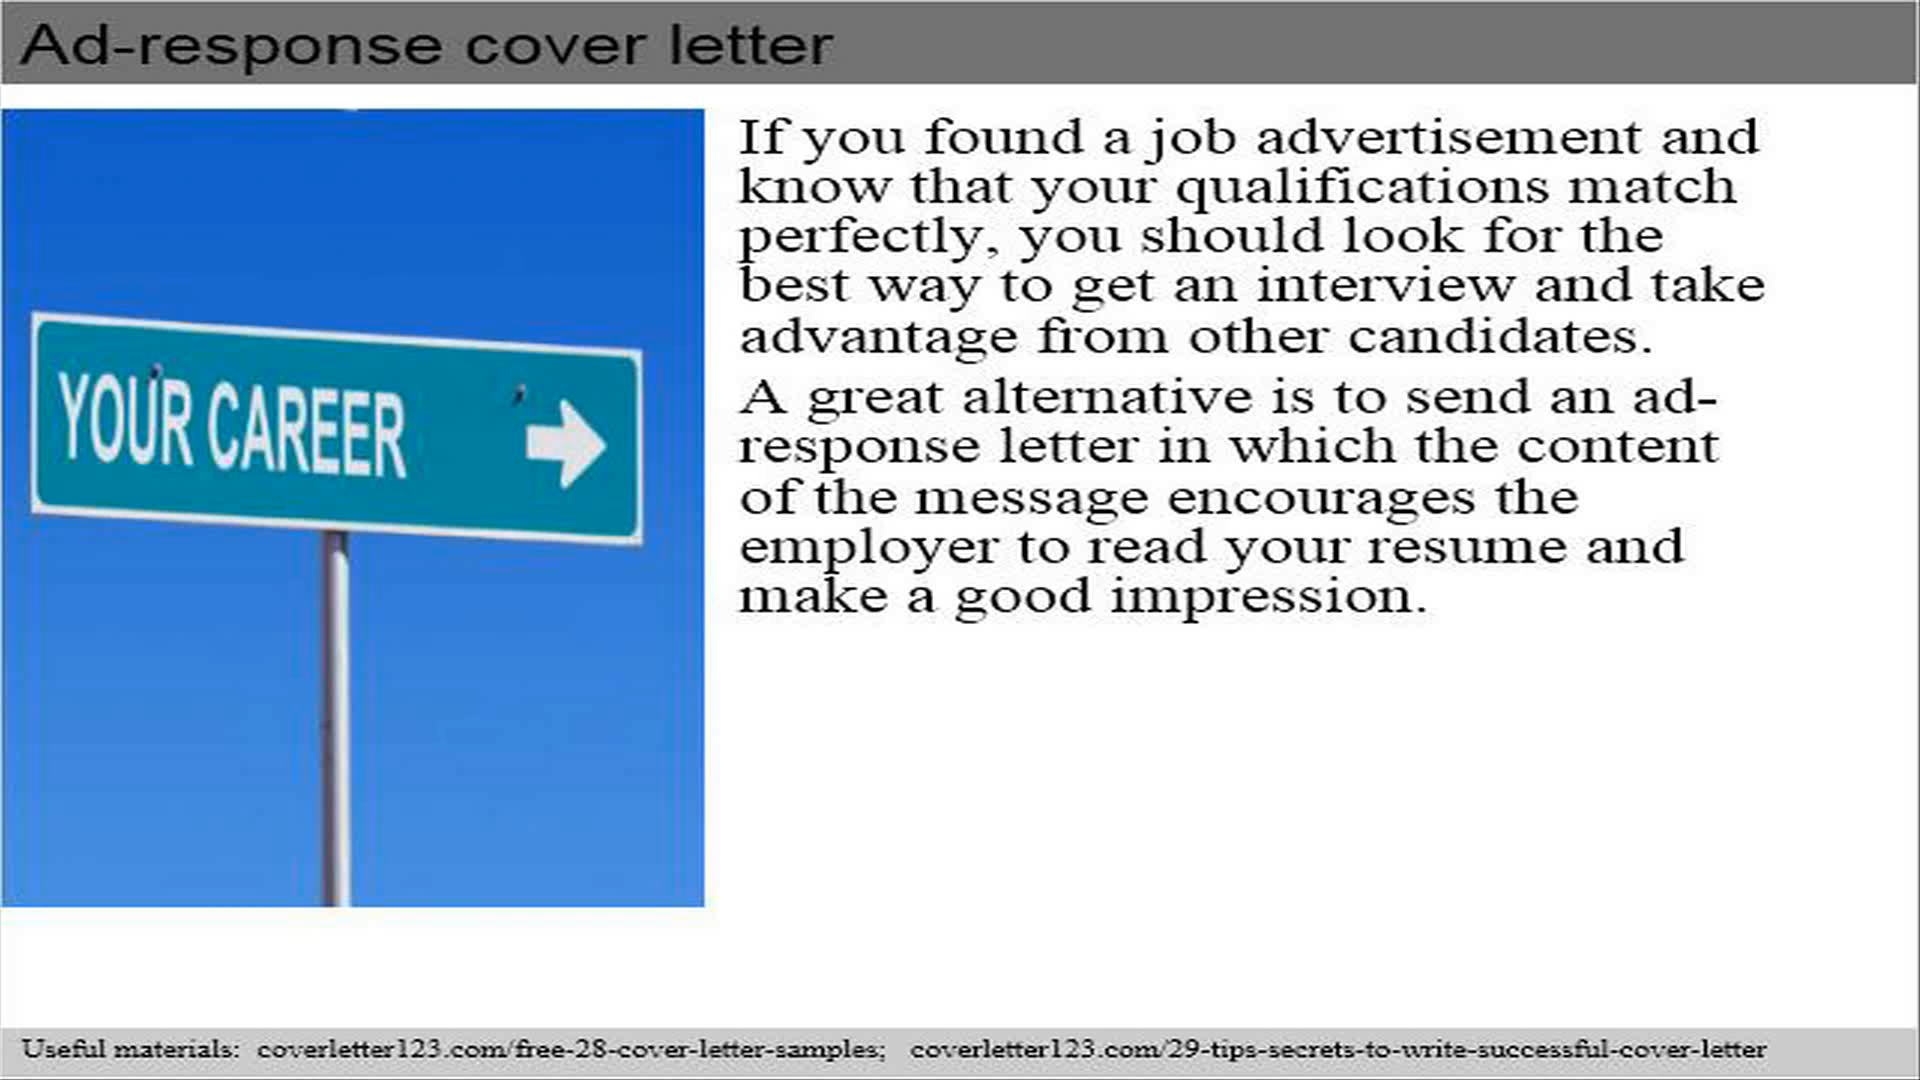 Ad-response cover letter
YOUR CAREER
If you found a job advertisement and
know that your qualifications match
perfectly, you should look for the
best way to get an interview and take
advantage from other candidates.
A great alternative is to send an ad-
response letter in which the content
of the message encourages the
employer to read your resume and
make a good impression.
Useful materials: coverletter123.com/free-28-cover-letter-samples; coverletter123.com/29-tips-secrets-to-write-successful-cover-letter